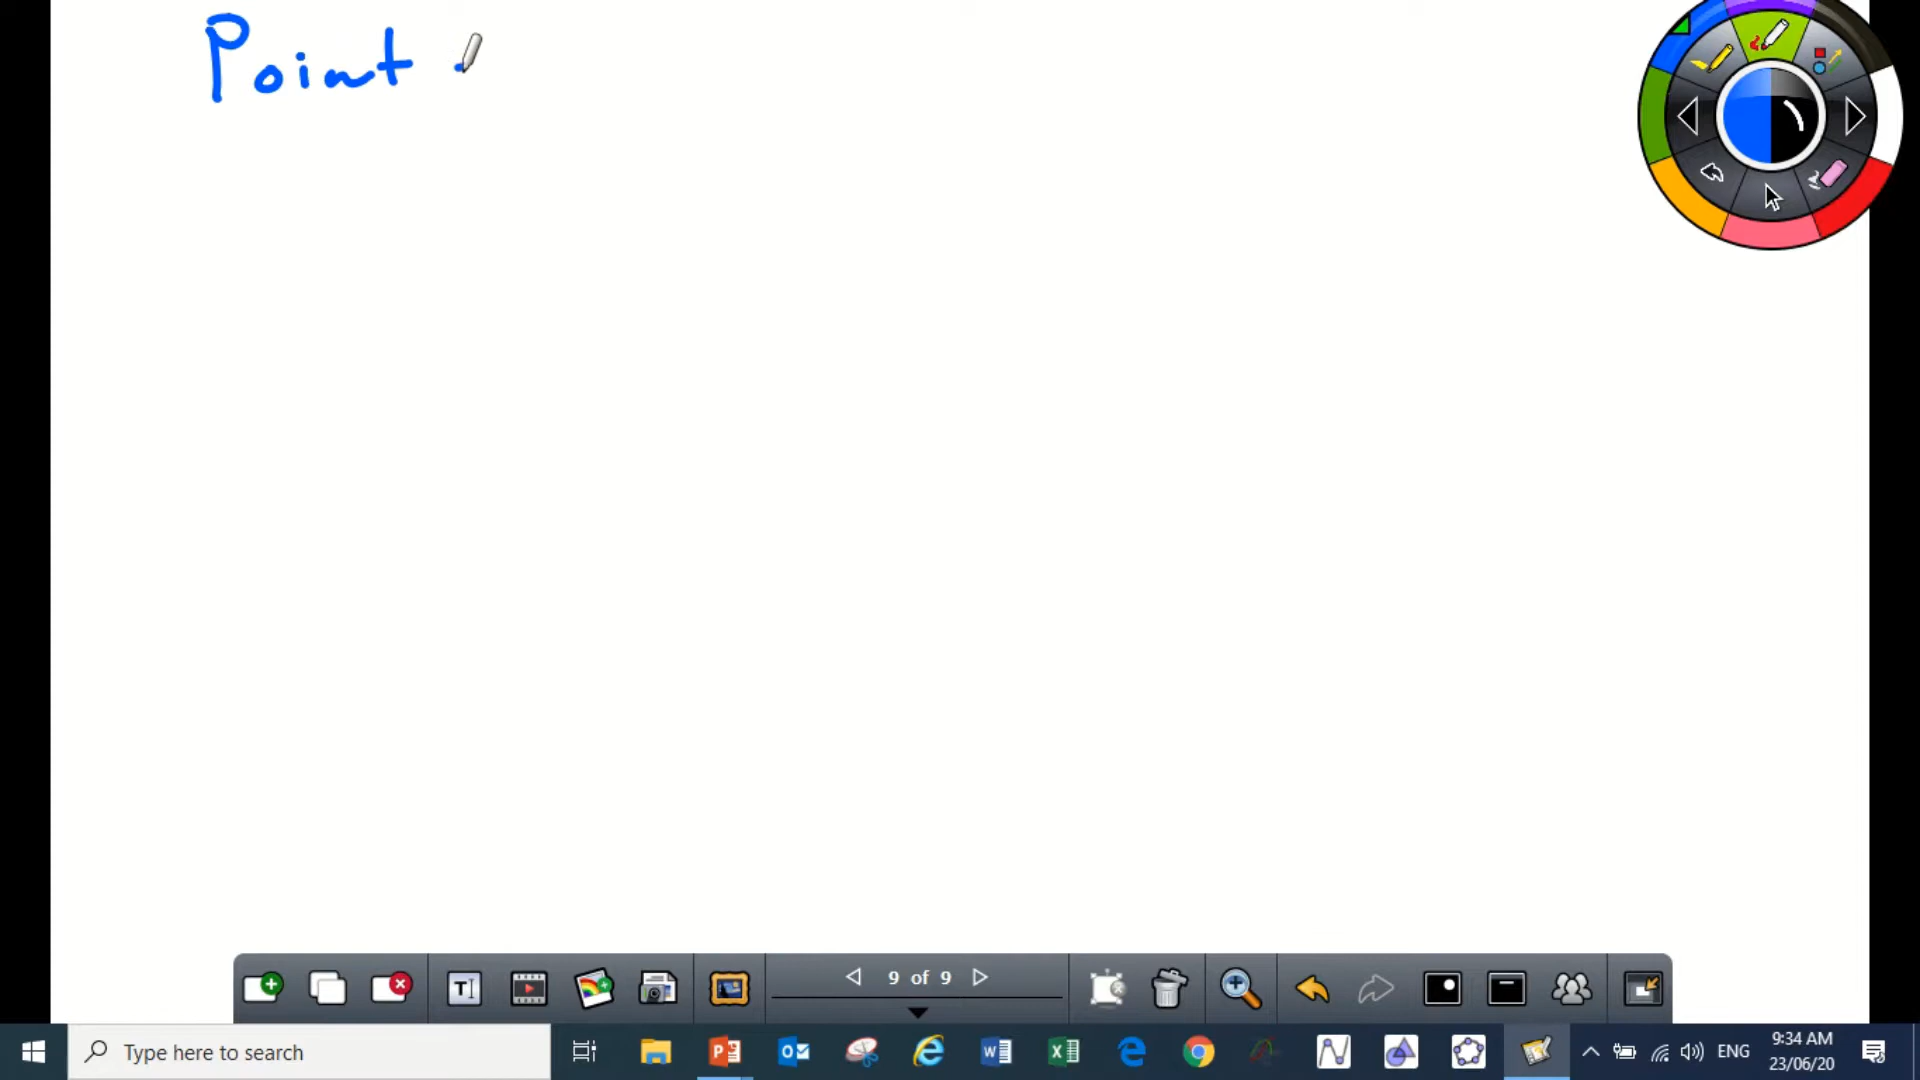 Point
9 of 9
Type here to search
ENG
9:34 AM
23/06/20